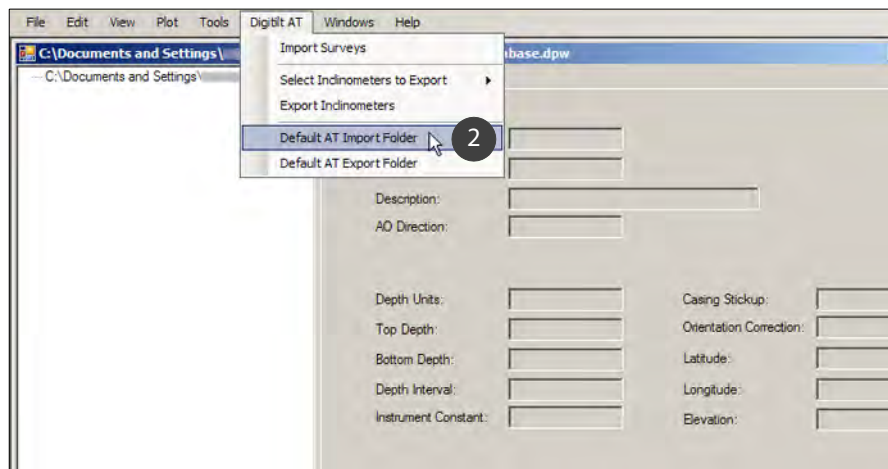 File Edit View Plot Tools Digitilt AT Windows Help
C:\Documents and Settings\ base.dpw
C:\Documents and Settings\
Import Surveys
Select Inclinometers to Export
Export Inclinometers
Default AT Import Folder 2
Default AT Export Folder
Description:
AO Direction:
Depth Units: Casing Stickup:
Top Depth: Orientation Correction:
Bottom Depth: Latitude:
Depth Interval: Longitude:
Instrument Constant: Elevation: